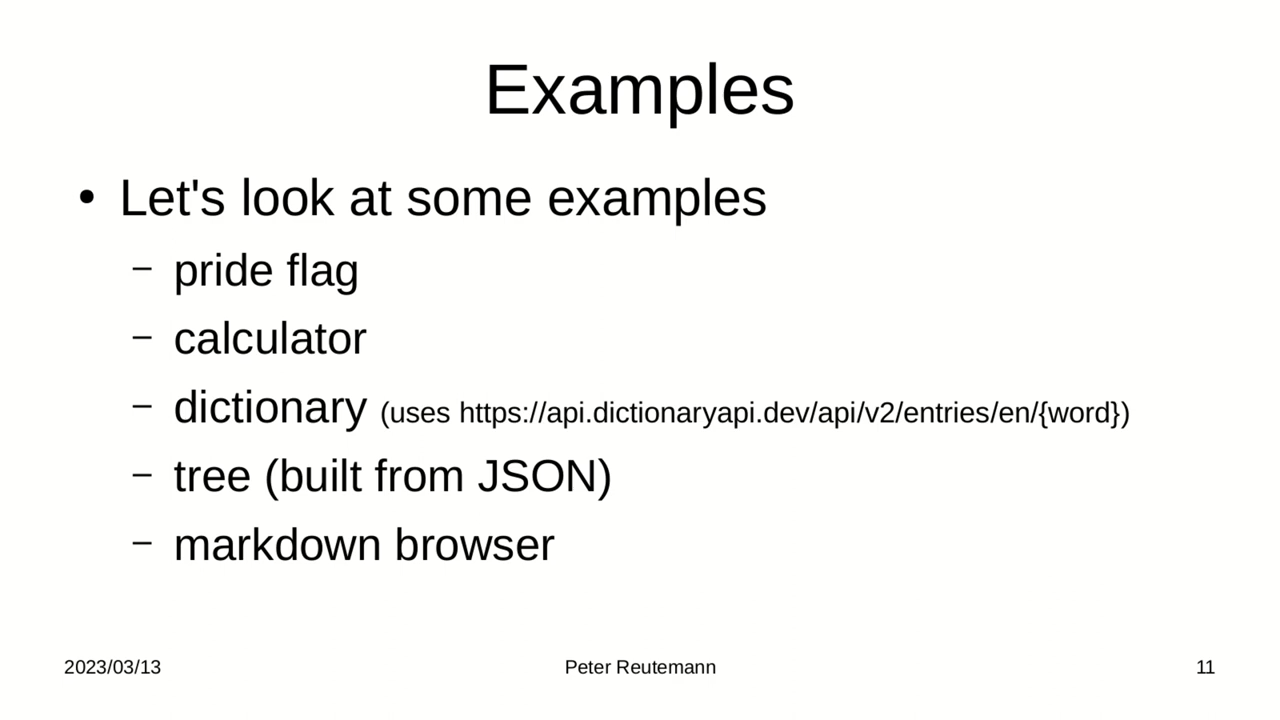 Examples
• Let's look at some examples
– pride flag
– calculator
– dictionary (uses https://api.dictionaryapi.dev/api/v2/entries/en/{word})
– tree (built from JSON)
– markdown browser
2023/03/13 Peter Reutemann 11